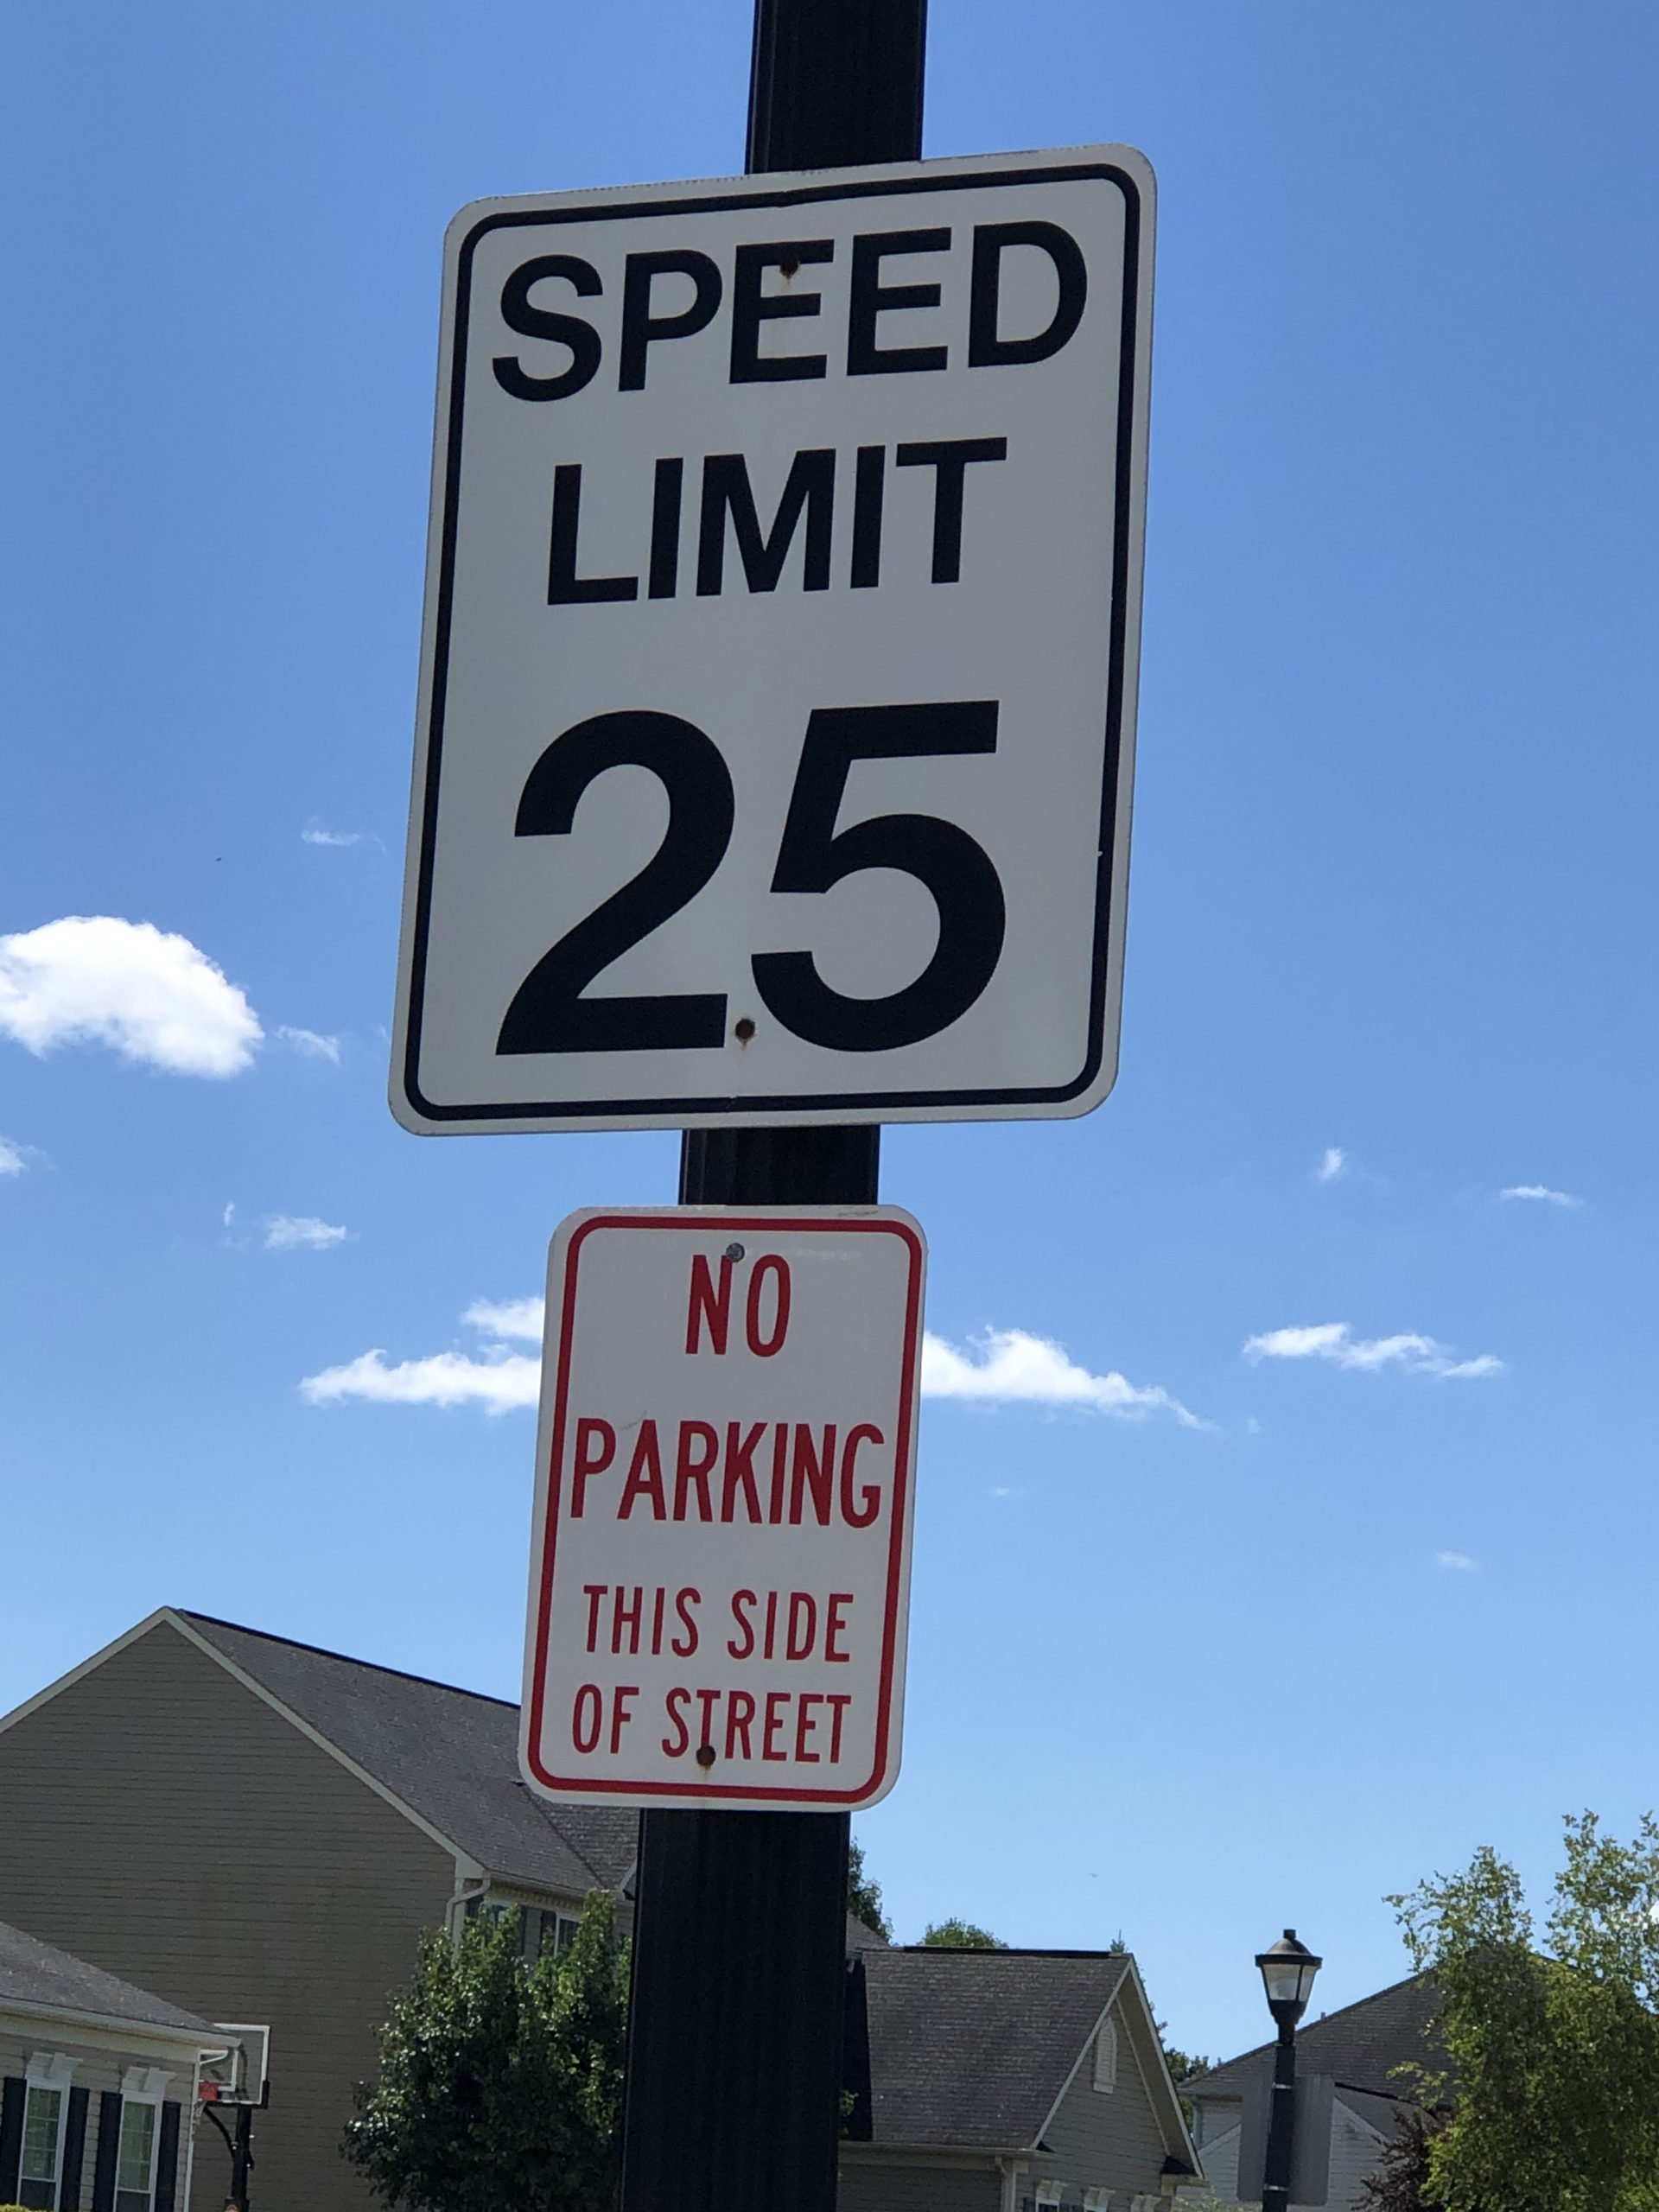 SPEED
LIMIT
25
NO
PARKING
THIS SIDE
OF STREET